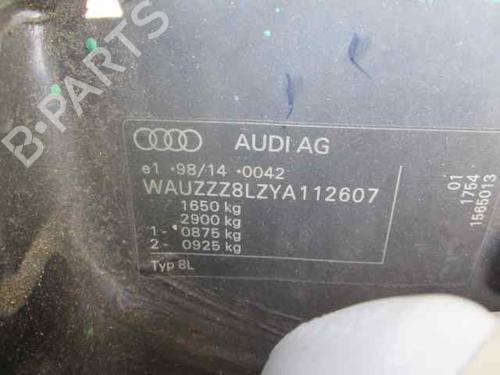 B-PARTS
AUDI AG
e1 *98/14 *0042
WAUZZZ8LZYA112607
1650 kg
2900 kg
1- 0875 kg
2- 0925 kg
Typ 8L
01
1754
1565013